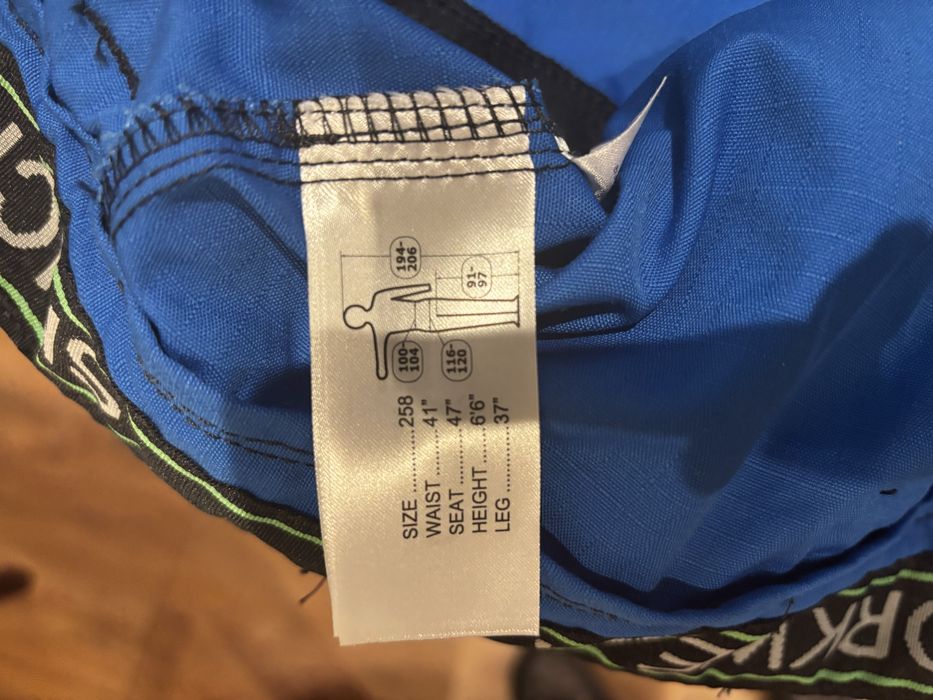 194-
206
91-
97
100-
104
116-
120
SIZE ..........258
WAIST .......41"
SEAT ..........47"
HEIGHT .....6'6"
LEG ............37"